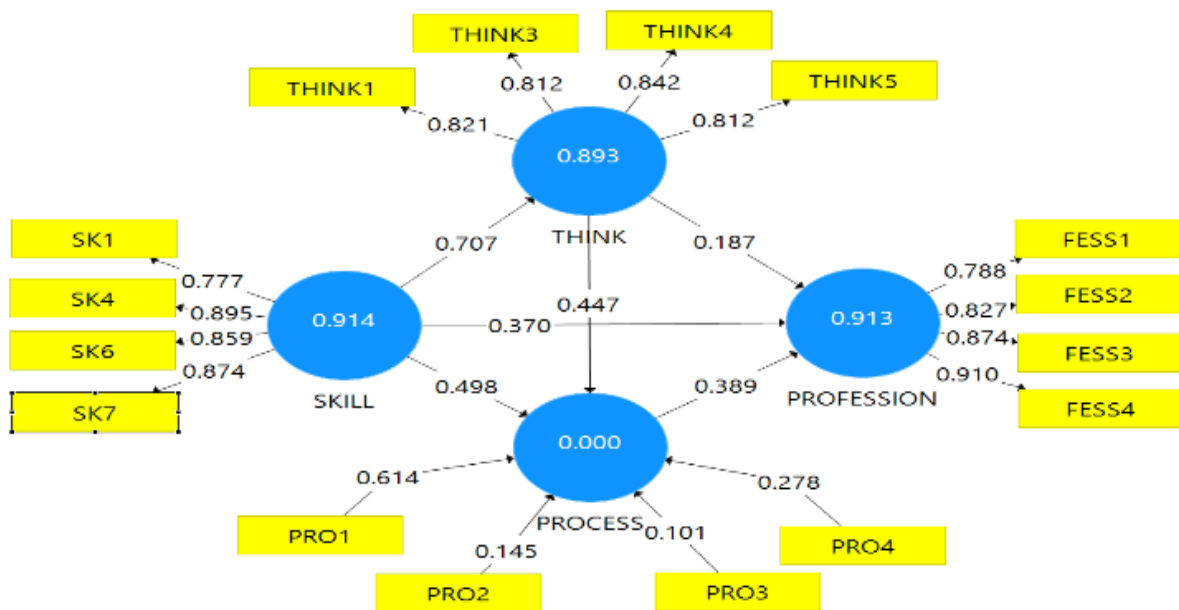 THINK3
THINK4
THINK1
THINK5
0.812
0.842
0.821
0.812
0.893
THINK
SK1
0.777
SK4
0.895
SK6
0.859
SK7
0.874
0.914
SKILL
0.707
0.187
0.447
0.370
0.498
0.389
0.913
PROFESSION
FESS1
0.788
FESS2
0.827
FESS3
0.874
FESS4
0.910
0.000
PROCESS
0.614
PRO1
0.145
PRO2
0.101
PRO3
0.278
PRO4